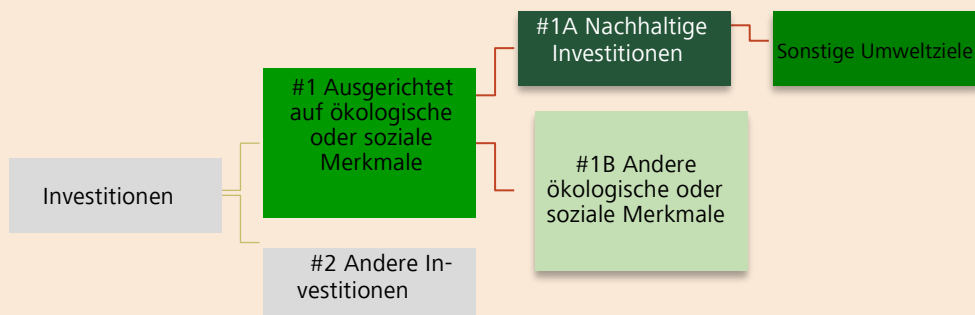 Investitionen
#1 Ausgerichtet
auf ökologische
oder soziale
Merkmale
#2 Andere In-
vestitionen
#1A Nachhaltige
Investitionen
#1B Andere
ökologische oder
soziale Merkmale
Sonstige Umweltziele